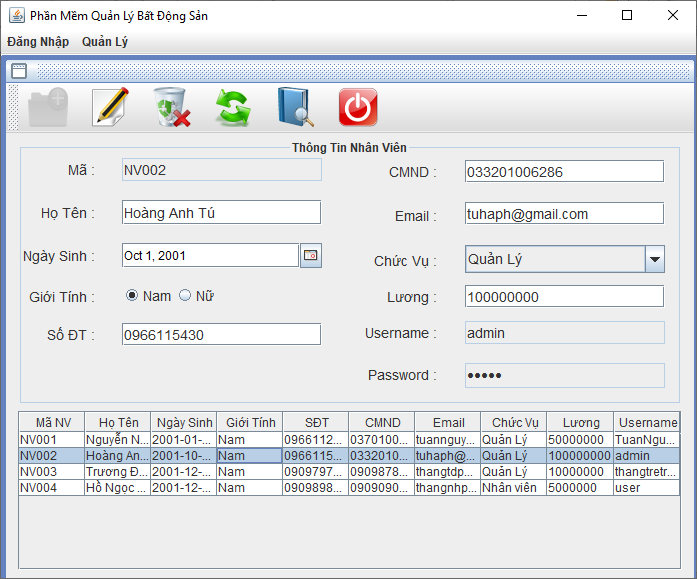 Phần Mềm Quản Lý Bất Động Sản
Đăng Nhập Quản Lý
Thông Tin Nhân Viên
Mã : NV002
CMND : 033201006286
Họ Tên : Hoàng Anh Tú
Email : tuhaph@gmail.com
Ngày Sinh : Oct 1, 2001
Chức Vụ : Quản Lý
Giới Tính : Nam Nữ
Lương : 100000000
Số ĐT : 0966115430
Username : admin
Password : •••••
Mã NV Họ Tên Ngày Sinh Giới Tính SĐT CMND Email Chức Vụ Lương Username
NV001 Nguyễn N... 2001-01-... Nam 0966112... 0370100... tuannguy... Quản Lý 50000000 TuanNgu...
NV002 Hoàng An... 2001-10-... Nam 0966115... 0332010... tuhaph@... Quản Lý 100000000 admin
NV003 Trương Đ... 2001-12-... Nam 0909797... 0909878... thangtdp... Quản Lý 10000000 thangtretr...
NV004 Hồ Ngọc ... 2001-12-... Nam 0909898... 0909090... thangnhp... Nhân viên 5000000 user